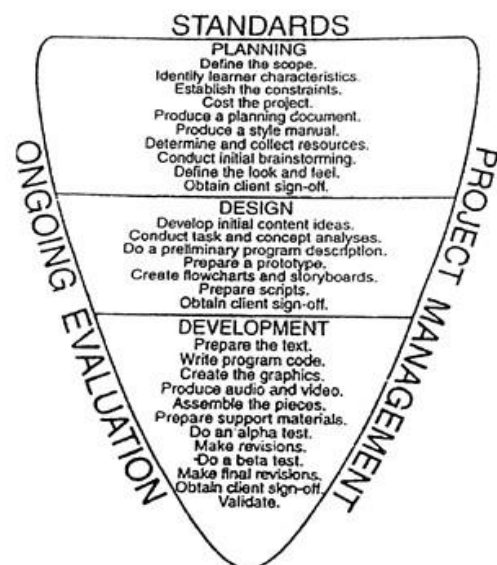 STANDARDS
PLANNING
Define the scope.
Identify learner characteristics.
Establish the constraints.
Cost the project.
Produce a planning document.
Produce a style manual.
Determine and collect resources.
Conduct initial brainstorming.
Define the look and feel.
Obtain client sign-off.
DESIGN
Develop initial content ideas.
Conduct task and concept analyses.
Do a preliminary program description.
Prepare a prototype.
Create flowcharts and storyboards.
Prepare scripts.
Obtain client sign-off.
DEVELOPMENT
Prepare the text.
Write program code.
Create the graphics.
Produce audio and video.
Assemble the pieces.
Prepare support materials.
Do an alpha test.
Make revisions.
Do a beta test.
Make final revisions.
Obtain client sign-off.
Validate.
ONGOING EVALUATION
PROJECT MANAGEMENT